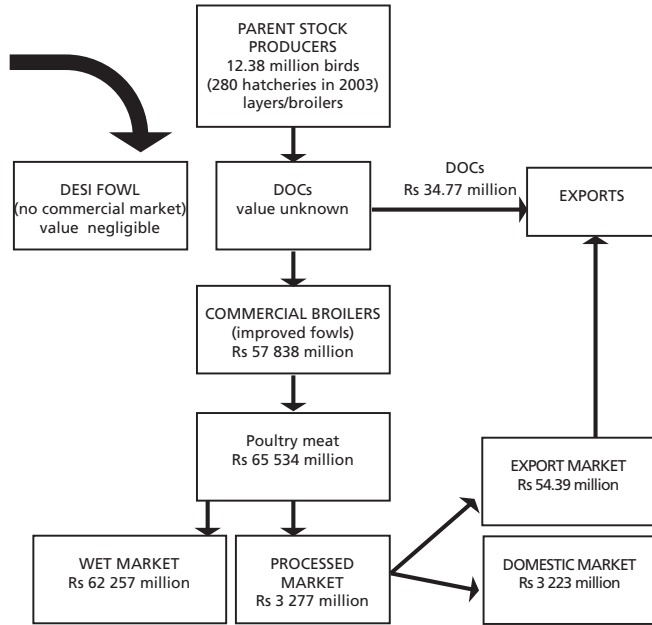 PARENT STOCK
PRODUCERS
12.38 million birds
(280 hatcheries in 2003)
layers/broilers
DESI FOWL
(no commercial market)
value negligible
DOCs
value unknown
DOCs
Rs 34.77 million
EXPORTS
COMMERCIAL BROILERS
(improved fowls)
Rs 57 838 million
Poultry meat
Rs 65 534 million
EXPORT MARKET
Rs 54.39 million
WET MARKET
Rs 62 257 million
PROCESSED
MARKET
Rs 3 277 million
DOMESTIC MARKET
Rs 3 223 million